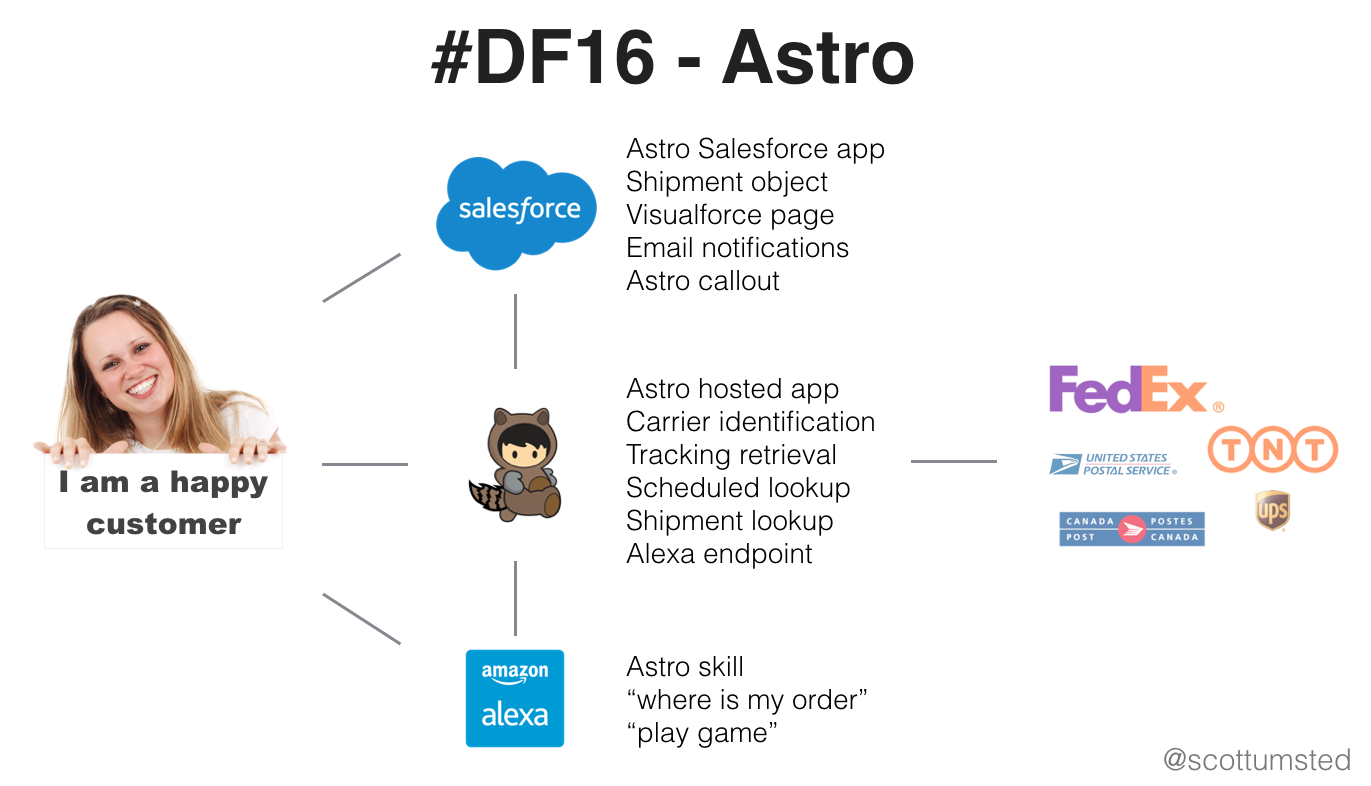 #DF16 - Astro
salesforce
Astro Salesforce app
Shipment object
Visualforce page
Email notifications
Astro callout
I am a happy
customer
Astro hosted app
Carrier identification
Tracking retrieval
Scheduled lookup
Shipment lookup
Alexa endpoint
FedEx®
TNT
UNITED STATES
POSTAL SERVICE®
ups
CANADA POSTES
POST CANADA
amazon
alexa
Astro skill
“where is my order”
“play game”
@scottumsted